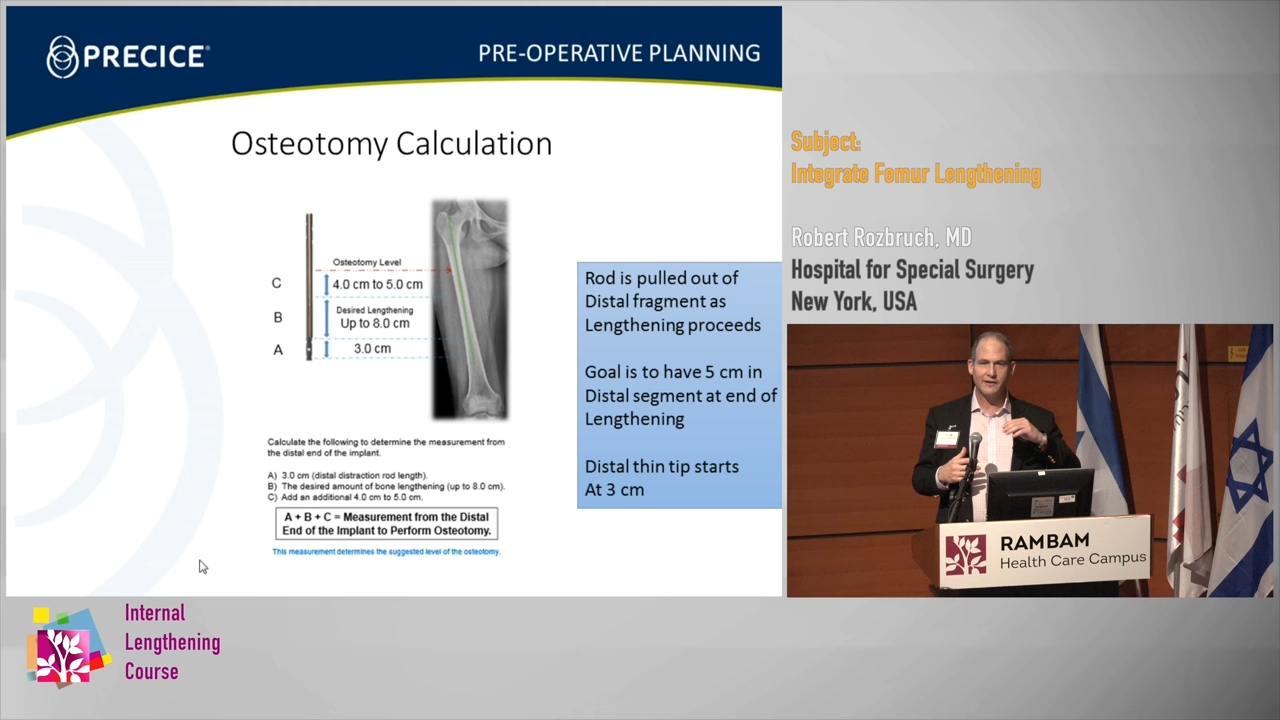 PRECICE®
PRE-OPERATIVE PLANNING
Osteotomy Calculation
Osteotomy Level
C
4.0 cm to 5.0 cm
Desired Lengthening
B
Up to 8.0 cm
A
3.0 cm
Calculate the following to determine the measurement from
the distal end of the implant.
A) 3.0 cm (distal distraction rod length).
B) The desired amount of bone lengthening (up to 8.0 cm).
C) Add an additional 4.0 cm to 5.0 cm.
A + B + C = Measurement from the Distal
End of the Implant to Perform Osteotomy.
This measurement determines the suggested level of the osteotomy.
Rod is pulled out of
Distal fragment as
Lengthening proceeds
Goal is to have 5 cm in
Distal segment at end of
Lengthening
Distal thin tip starts
At 3 cm
Subject:
Integrate Femur Lengthening
Robert Rozbruch, MD
Hospital for Special Surgery
New York, USA
RAMBAM
Health Care Campus
Internal
Lengthening
Course